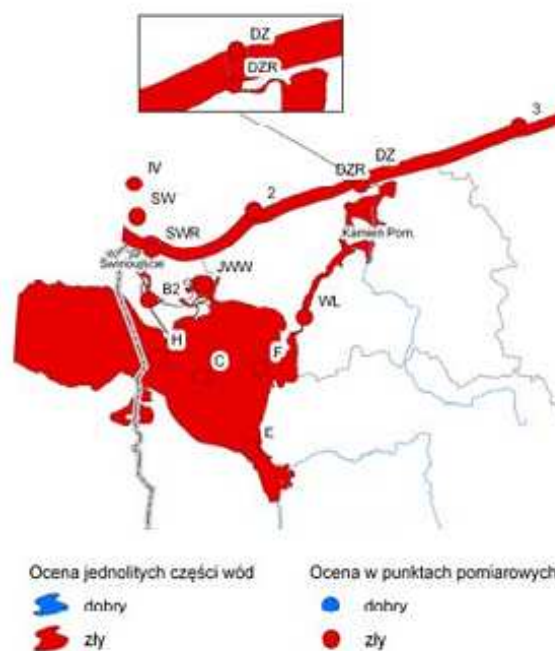 DZ
DZR
3
IV
DZR DZ
SW
2
SWR
Kamień Pom.
Świnoujście
JWW
B2
WL
H
C
F
E
Ocena jednolitych części wód
Ocena w punktach pomiarowych
dobry
dobry
zły
zły